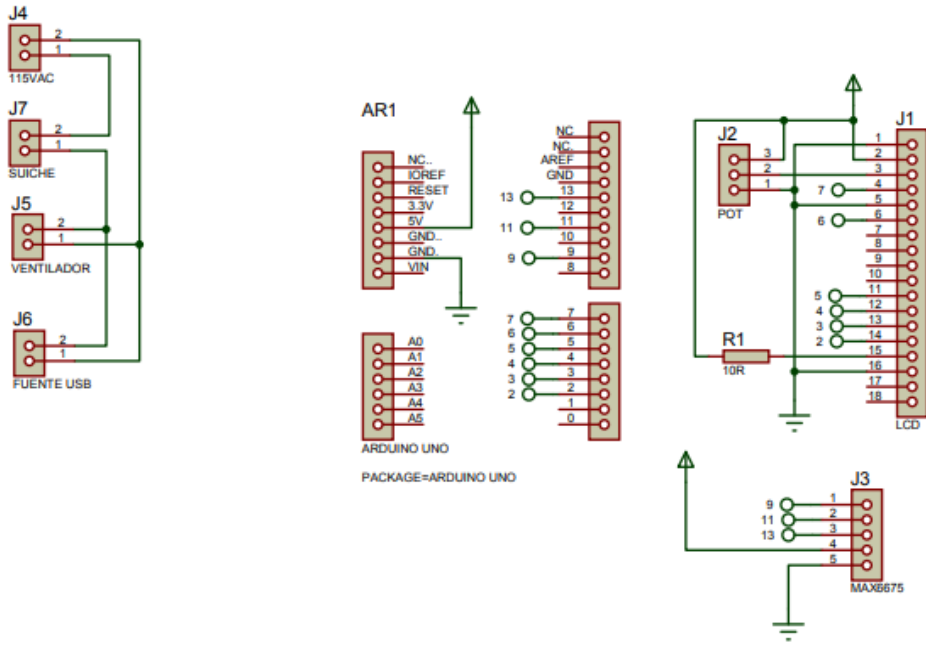 J4
2
1
115VAC
J7
2
1
SUICHE
J5
2
1
VENTILADOR
J6
2
1
FUENTE USB
AR1
NC..
IOREF
RESET
3.3V
5V
GND..
GND.
VIN
A0
A1
A2
A3
A4
A5
ARDUINO UNO
PACKAGE=ARDUINO UNO
NC
NC.
AREF
GND
13 13
12
11 11
10
9 9
8
7 7
6 6
5 5
4 4
3 3
2 2
1
0
J2
3
2
1
POT
R1
10R
J1
1
2
3
7 4
5
6 6
7
8
9
10
5 11
4 12
3 13
2 14
15
16
17
18
LCD
J3
9 1
11 2
13 3
4
5
MAX6675